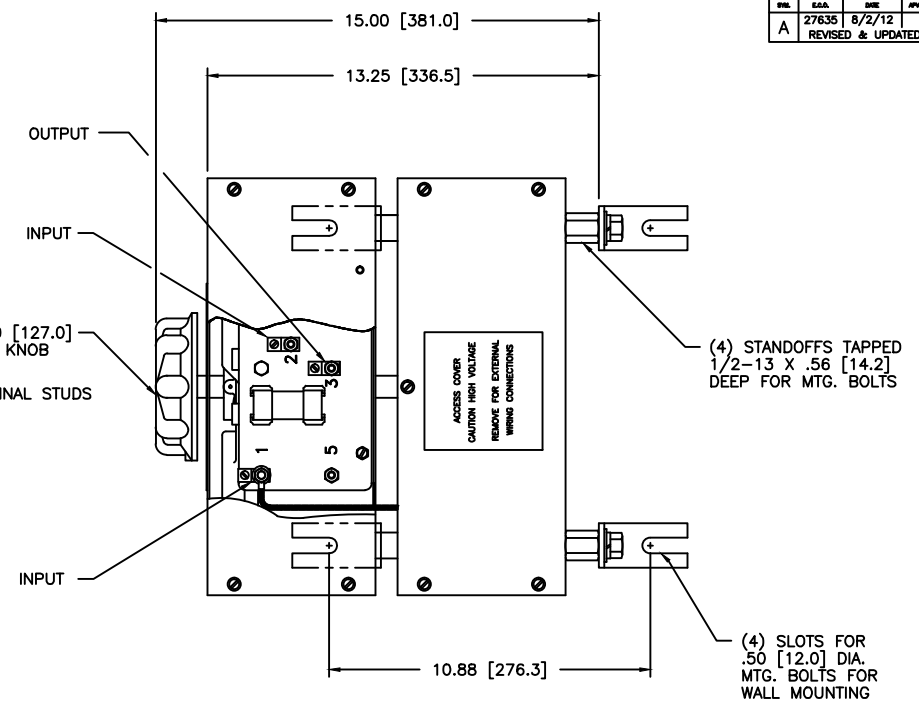 SYM. E.C.O. DATE
A 27635 8/2/12
REVISED & UPDATED
15.00 [381.0]
13.25 [336.5]
OUTPUT
INPUT
[127.0]
KNOB
STUDS
2
3
1
5
ACCESS COVER
CAUTION HIGH VOLTAGE
REMOVE FOR EXTERNAL
WIRING CONNECTIONS
(4) STANDOFFS TAPPED
1/2-13 X .56 [14.2]
DEEP FOR MTG. BOLTS
INPUT
10.88 [276.3]
(4) SLOTS FOR
.50 [12.0] DIA.
MTG. BOLTS FOR
WALL MOUNTING